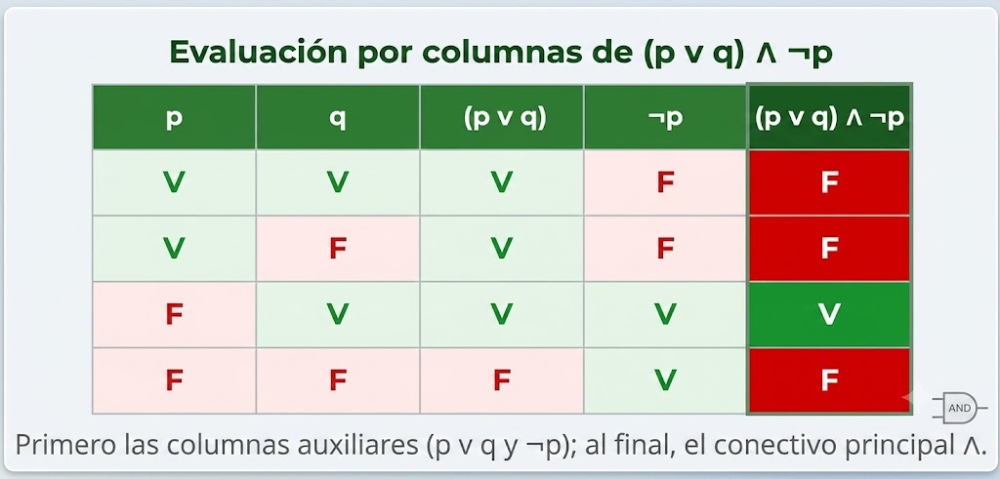 Evaluación por columnas de (p v q) ∧ ¬p
p q (p v q) ¬p (p v q) ∧ ¬p
V V V F F
V F V F F
F V V V V
F F F V F
AND
Primero las columnas auxiliares (p v q y ¬p); al final, el conectivo principal ∧.